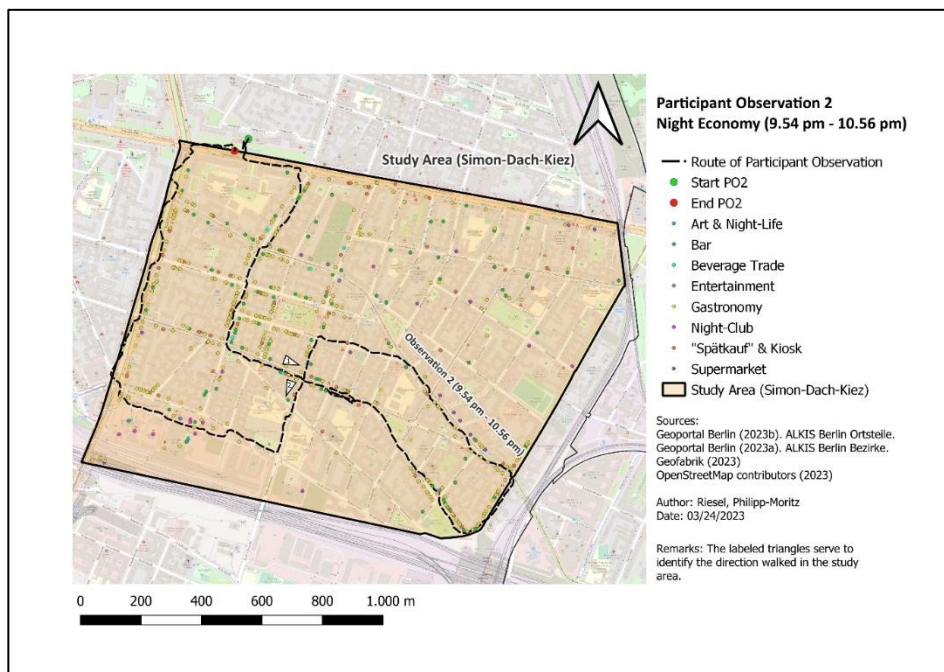 Participant Observation 2
Night Economy (9.54 pm - 10.56 pm)
Study Area (Simon-Dach-Kiez)
Route of Participant Observation
Start PO2
End PO2
Art & Night-Life
Bar
Beverage Trade
Entertainment
Gastronomy
Night-Club
"Spätkauf" & Kiosk
Supermarket
Study Area (Simon-Dach-Kiez)
Observation 2 (9.54 pm - 10.56 pm)
1
2
Sources:
Geoportal Berlin (2023b). ALKIS Berlin Ortsteile.
Geoportal Berlin (2023a). ALKIS Berlin Bezirke.
Geofabrik (2023)
OpenStreetMap contributors (2023)
Author: Riesel, Philipp-Moritz
Date: 03/24/2023
Remarks: The labeled triangles serve to
identify the direction walked in the study
area.
0 200 400 600 800 1.000 m